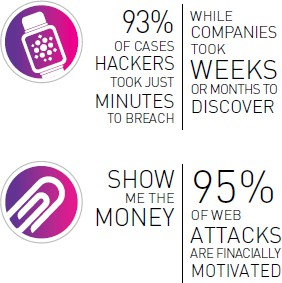 93%
OF CASES
HACKERS
TOOK JUST
MINUTES
TO BREACH
WHILE
COMPANIES
TOOK
WEEKS
OR MONTHS TO
DISCOVER
SHOW
ME THE
MONEY
95%
OF WEB
ATTACKS
ARE FINACIALLY
MOTIVATED